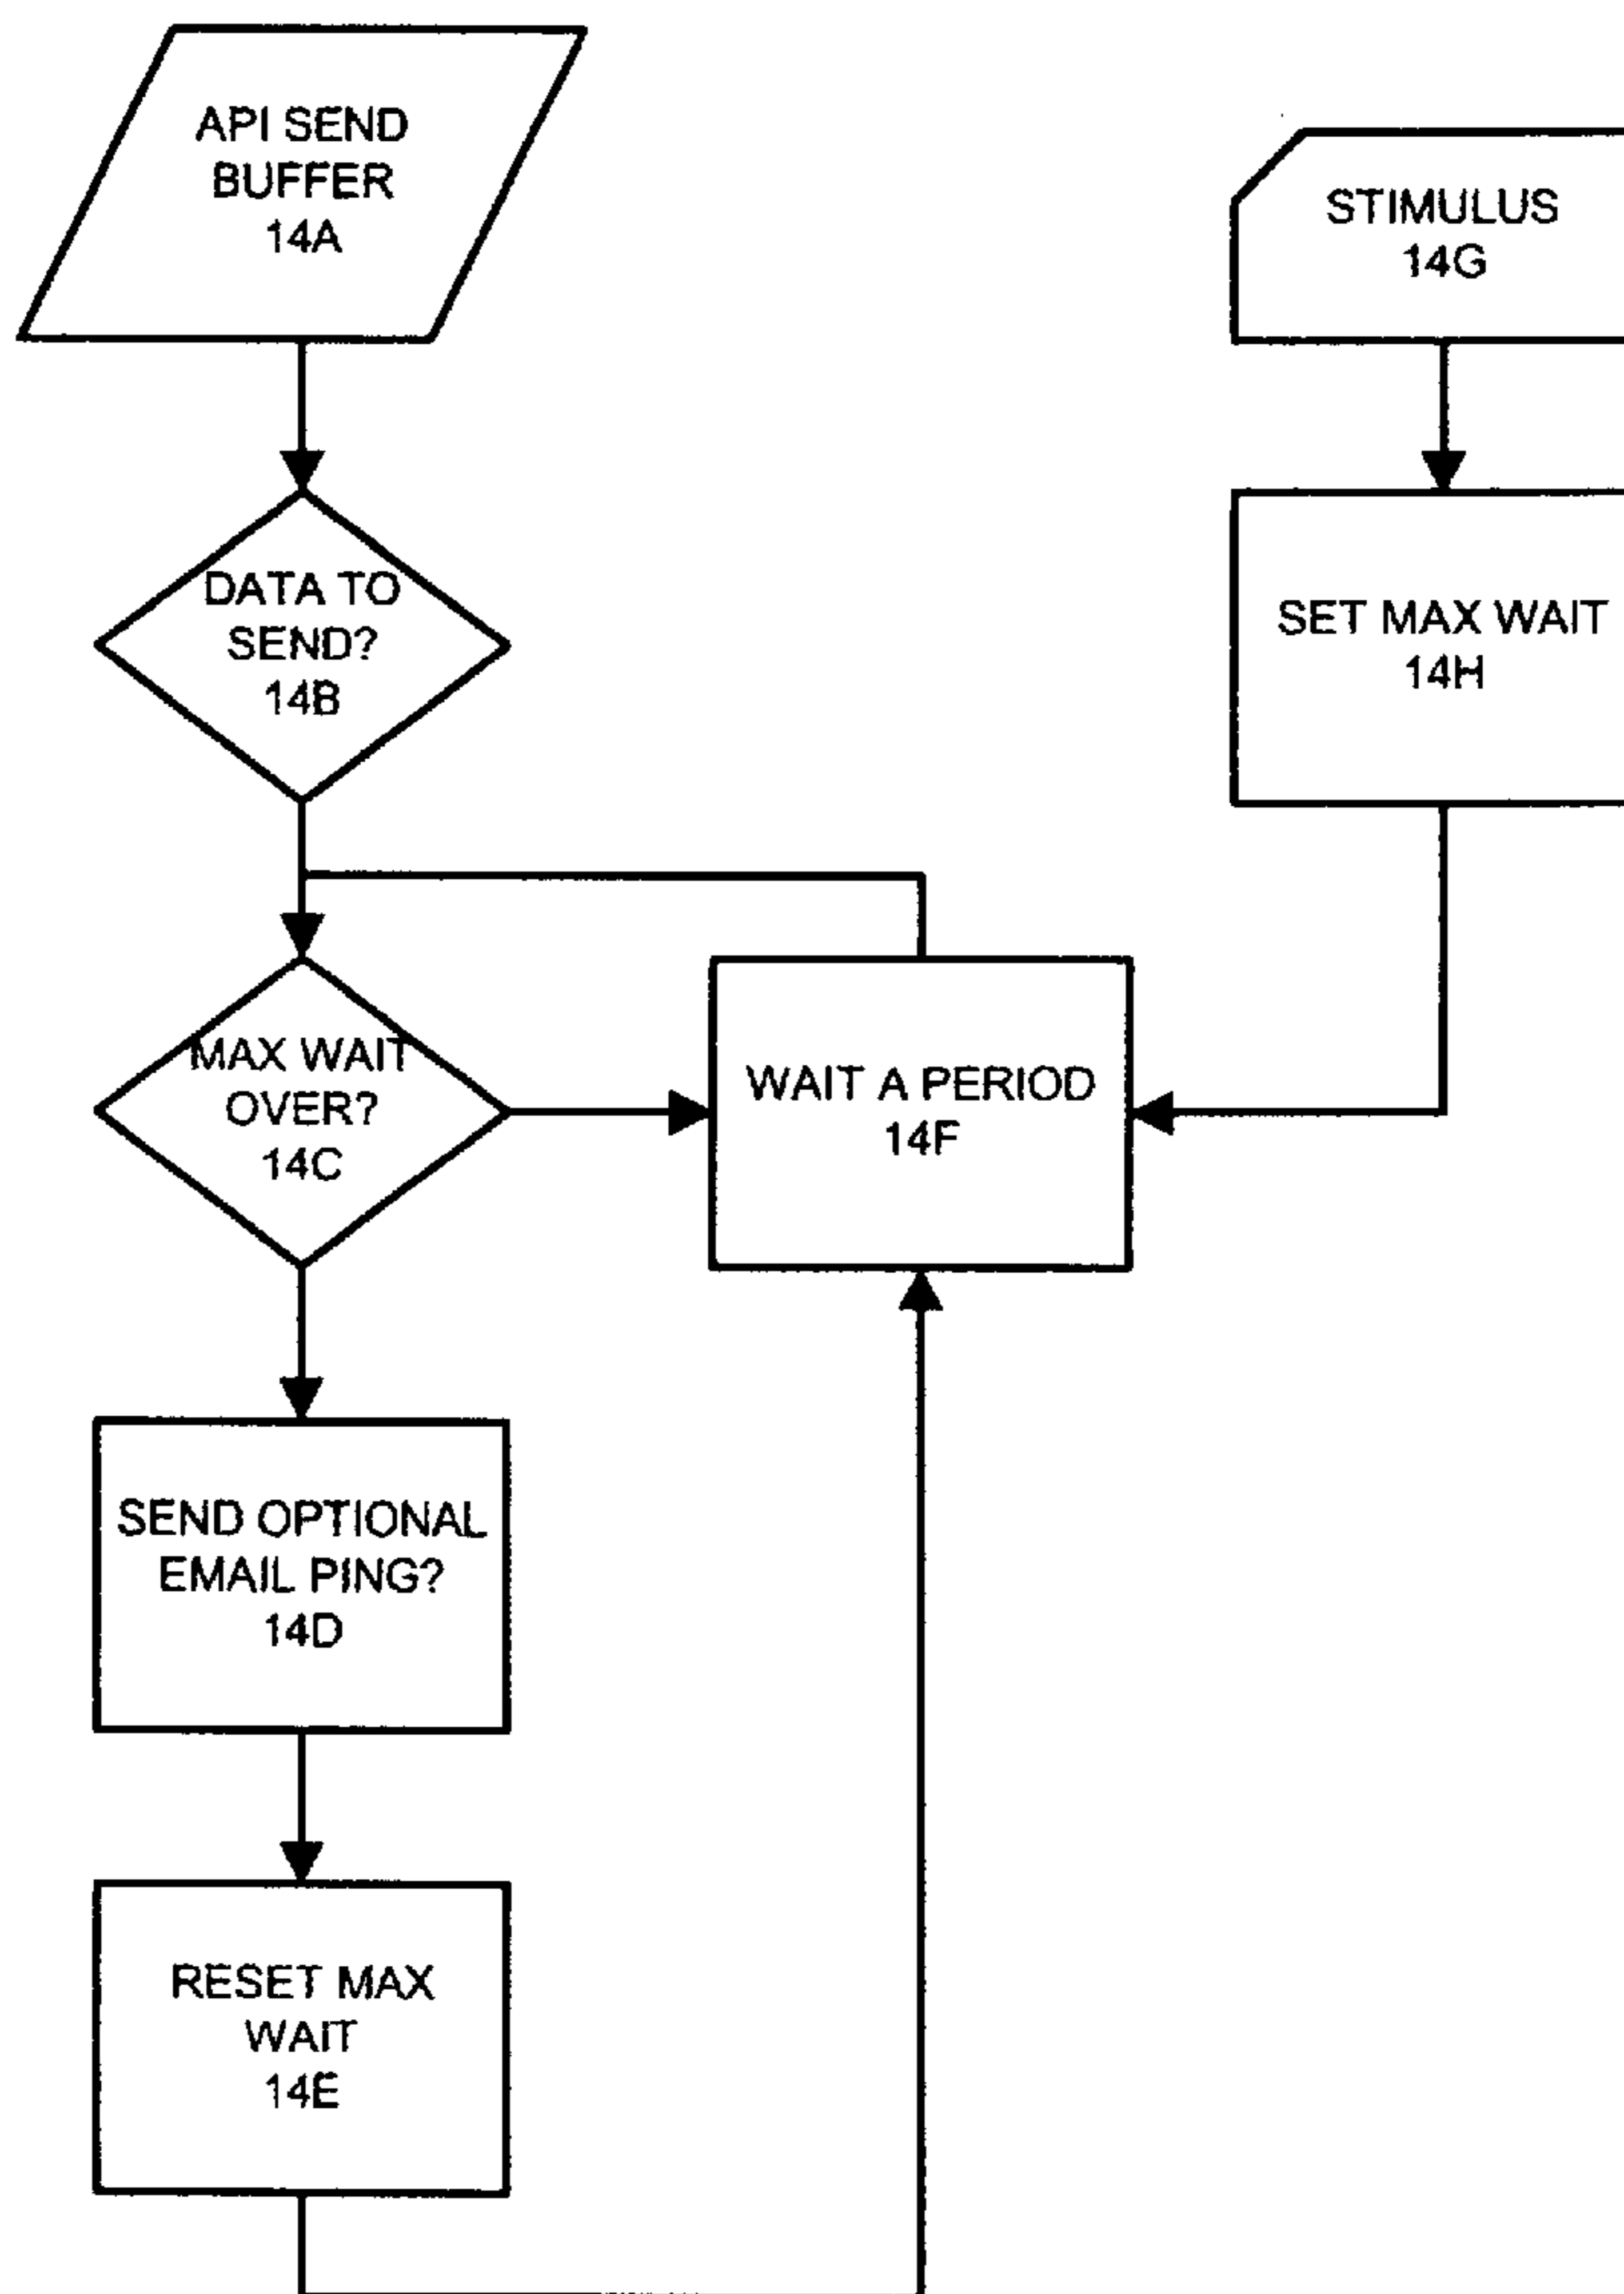 API SEND
BUFFER
14A
STIMULUS
14G
DATA TO
SEND?
14B
SET MAX WAIT
14H
MAX WAIT
OVER?
14C
WAIT A PERIOD
14F
SEND OPTIONAL
EMAIL PING?
14D
RESET MAX
WAIT
14E